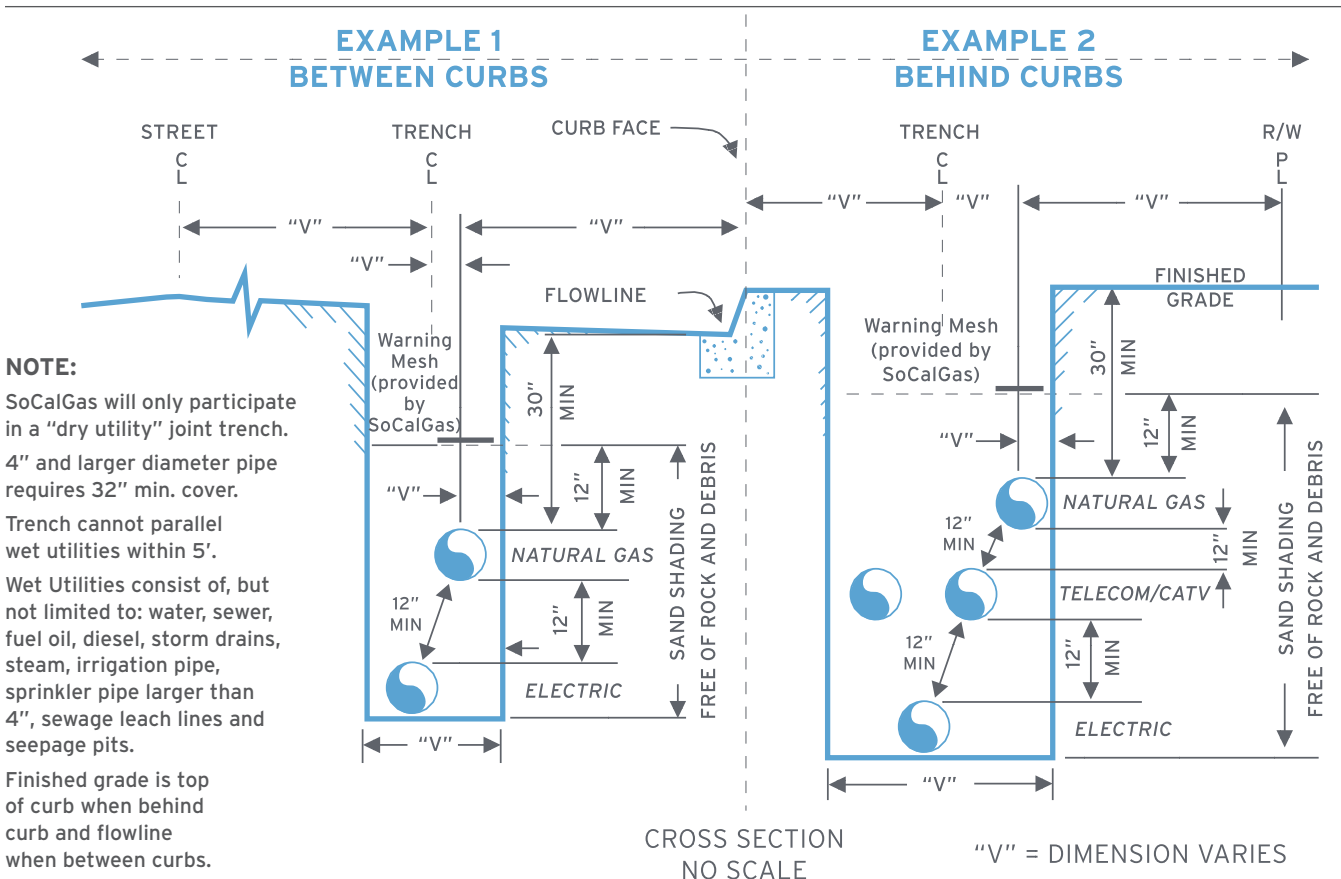 EXAMPLE 1
BETWEEN CURBS
EXAMPLE 2
BEHIND CURBS
STREET
C
L
TRENCH
C
L
CURB FACE
TRENCH
C
L
R/W
P
L
“V”
“V”
“V”
“V”
“V”
“V”
“V”
FLOWLINE
FINISHED
GRADE
Warning
Mesh
(provided
by
SoCalGas)
30”
MIN
12”
MIN
“V”
NATURAL GAS
12”
MIN
12”
MIN
ELECTRIC
“V”
SAND SHADING
FREE OF ROCK AND DEBRIS
Warning Mesh
(provided by
SoCalGas)
30”
MIN
12”
MIN
“V”
NATURAL GAS
12”
MIN
12”
MIN
TELECOM/CATV
12”
MIN
12”
MIN
ELECTRIC
“V”
SAND SHADING
FREE OF ROCK AND DEBRIS
NOTE:
SoCalGas will only participate
in a “dry utility” joint trench.
4” and larger diameter pipe
requires 32” min. cover.
Trench cannot parallel
wet utilities within 5’.
Wet Utilities consist of, but
not limited to: water, sewer,
fuel oil, diesel, storm drains,
steam, irrigation pipe,
sprinkler pipe larger than
4”, sewage leach lines and
seepage pits.
Finished grade is top
of curb when behind
curb and flowline
when between curbs.
CROSS SECTION
NO SCALE
“V” = DIMENSION VARIES